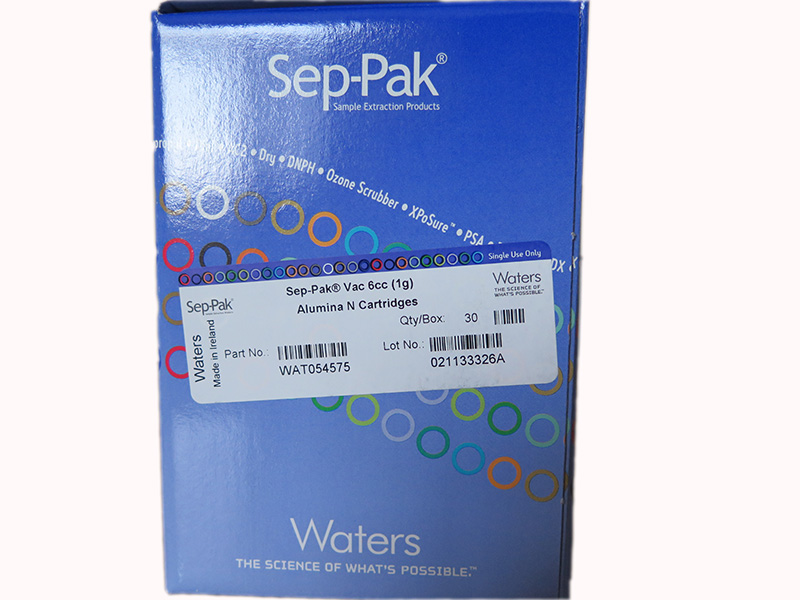 Sep-Pak®
Sample Extraction Products
• Dry • DNPH • Ozone Scrubber • XPoSure™ • PSA •
Single Use Only
Sep-Pak® Vac 6cc (1g)
Alumina N Cartridges
Sep-Pak®
Waters
THE SCIENCE OF
WHAT'S POSSIBLE.™
Qty/Box: 30
Waters
Made in Ireland
Part No.:
WAT054575
Lot No.:
021133326A
Waters
THE SCIENCE OF WHAT'S POSSIBLE.™